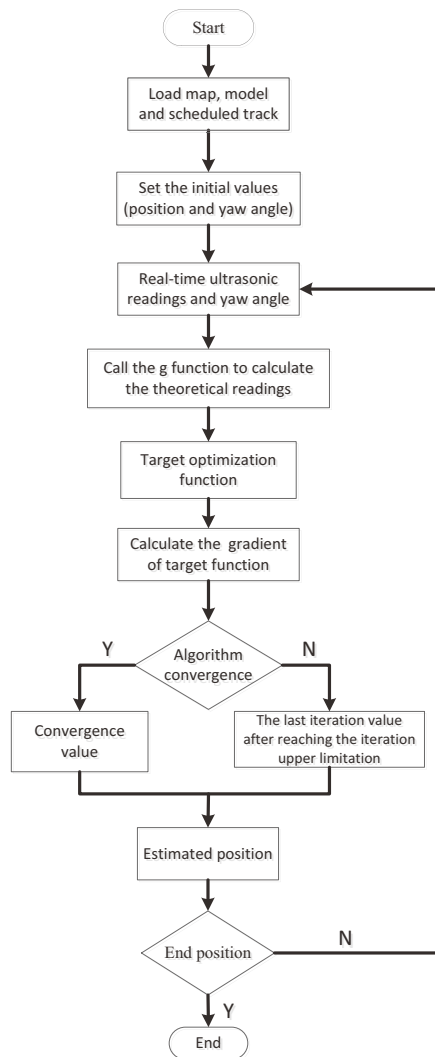 Start
Load map, model
and scheduled track
Set the initial values
(position and yaw angle)
Real-time ultrasonic
readings and yaw angle
Call the g function to calculate
the theoretical readings
Target optimization
function
Calculate the gradient
of target function
Y
N
Algorithm
convergence
Convergence
value
The last iteration value
after reaching the iteration
upper limitation
Estimated position
End position
N
Y
End